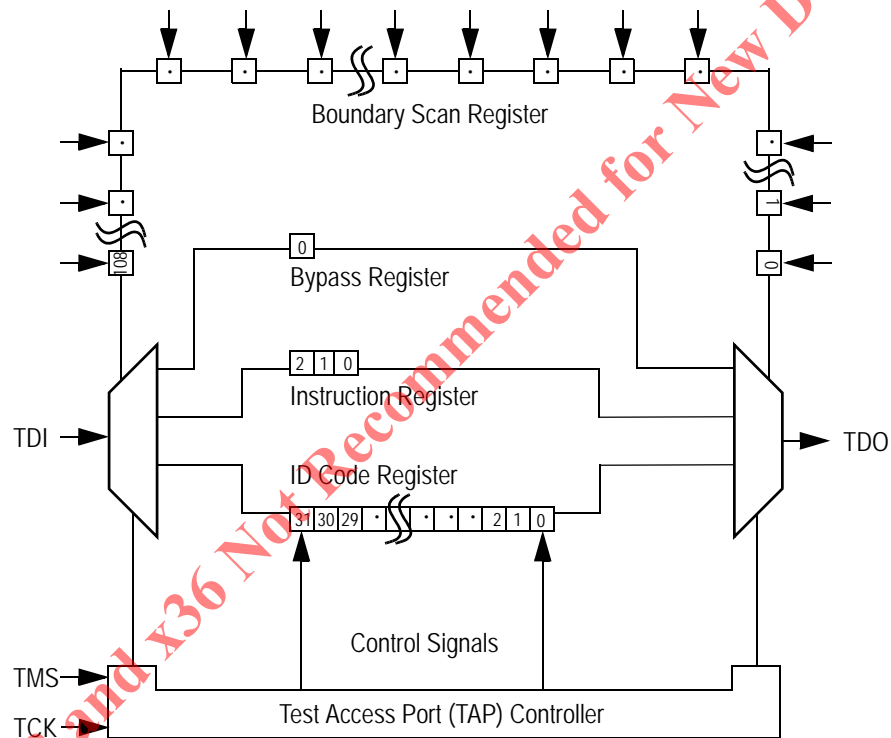 Boundary Scan Register
108
1
0
0
Bypass Register
2 1 0
Instruction Register
TDI
TDO
ID Code Register
31 30 29 · · · · 2 1 0
Control Signals
TMS
Test Access Port (TAP) Controller
TCK
and x36 Not Recommended for New D